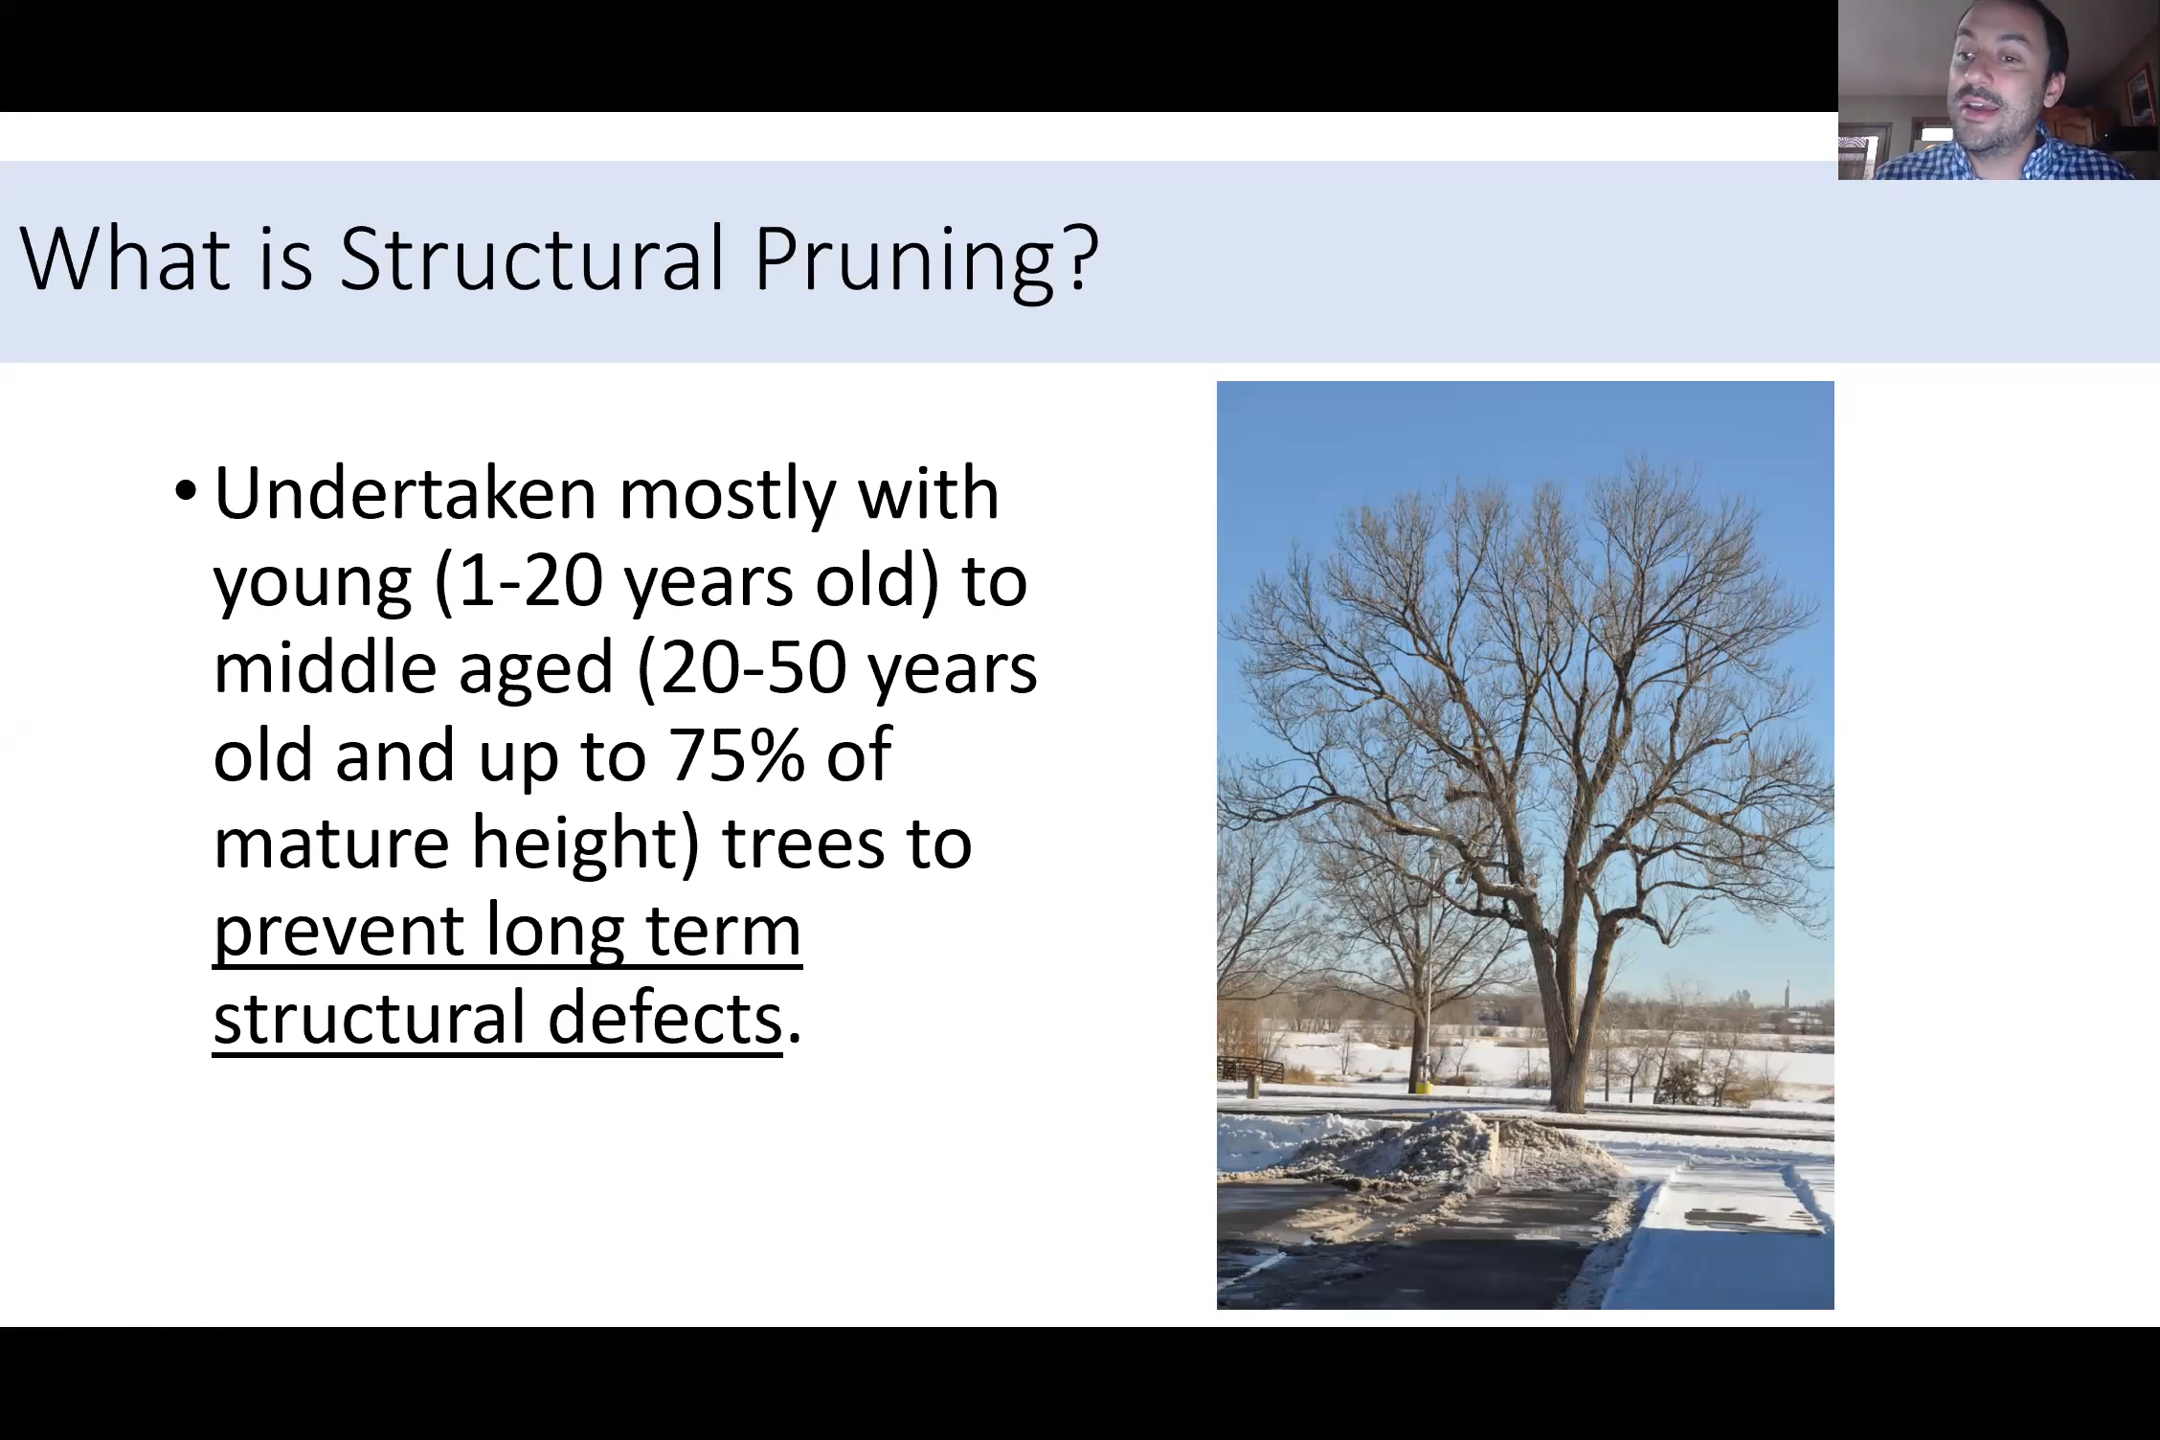 What is Structural Pruning?
• Undertaken mostly with
young (1-20 years old) to
middle aged (20-50 years
old and up to 75% of
mature height) trees to
prevent long term
structural defects.